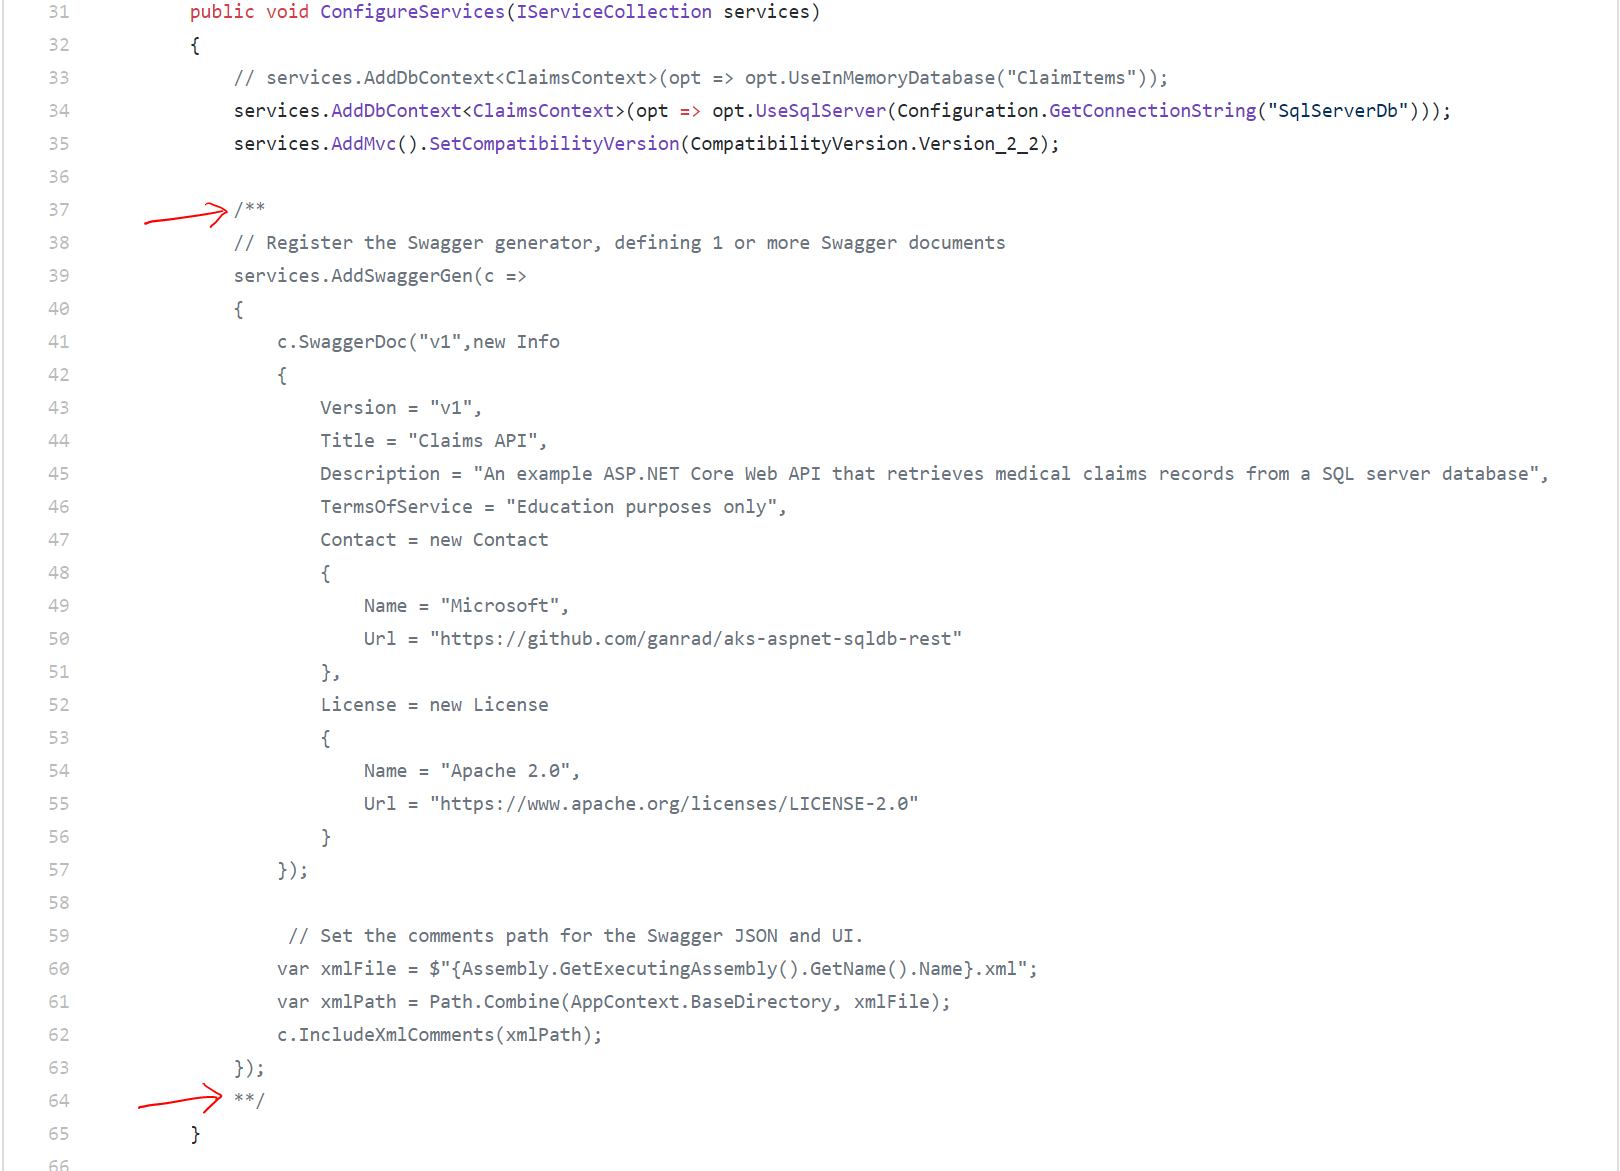 31 public void ConfigureServices(IServiceCollection services)
32 {
33 // services.AddDbContext<ClaimsContext>(opt => opt.UseInMemoryDatabase("ClaimItems"));
34 services.AddDbContext<ClaimsContext>(opt => opt.UseSqlServer(Configuration.GetConnectionString("SqlServerDb")));
35 services.AddMvc().SetCompatibilityVersion(CompatibilityVersion.Version_2_2);
36
37 /**
38 // Register the Swagger generator, defining 1 or more Swagger documents
39 services.AddSwaggerGen(c =>
40 {
41 c.SwaggerDoc("v1",new Info
42 {
43 Version = "v1",
44 Title = "Claims API",
45 Description = "An example ASP.NET Core Web API that retrieves medical claims records from a SQL server database",
46 TermsOfService = "Education purposes only",
47 Contact = new Contact
48 {
49 Name = "Microsoft",
50 Url = "https://github.com/ganrad/aks-aspnet-sqldb-rest"
51 },
52 License = new License
53 {
54 Name = "Apache 2.0",
55 Url = "https://www.apache.org/licenses/LICENSE-2.0"
56 }
57 });
58
59 // Set the comments path for the Swagger JSON and UI.
60 var xmlFile = $"{Assembly.GetExecutingAssembly().GetName().Name}.xml";
61 var xmlPath = Path.Combine(AppContext.BaseDirectory, xmlFile);
62 c.IncludeXmlComments(xmlPath);
63 });
64 **/
65 }
66